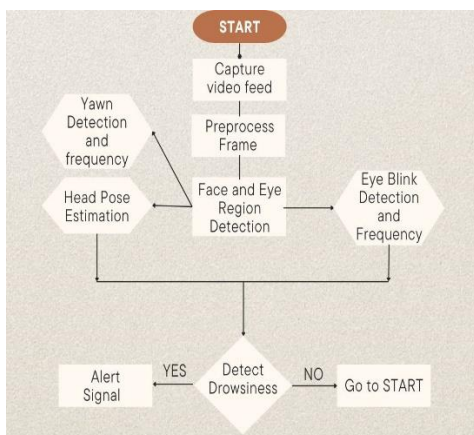 START
Capture
video feed
Yawn
Detection
and
frequency
Preprocess
Frame
Head Pose
Estimation
Face and Eye
Region
Detection
Eye Blink
Detection
and
Frequency
Detect
Drowsiness
YES
NO
Alert
Signal
Go to START